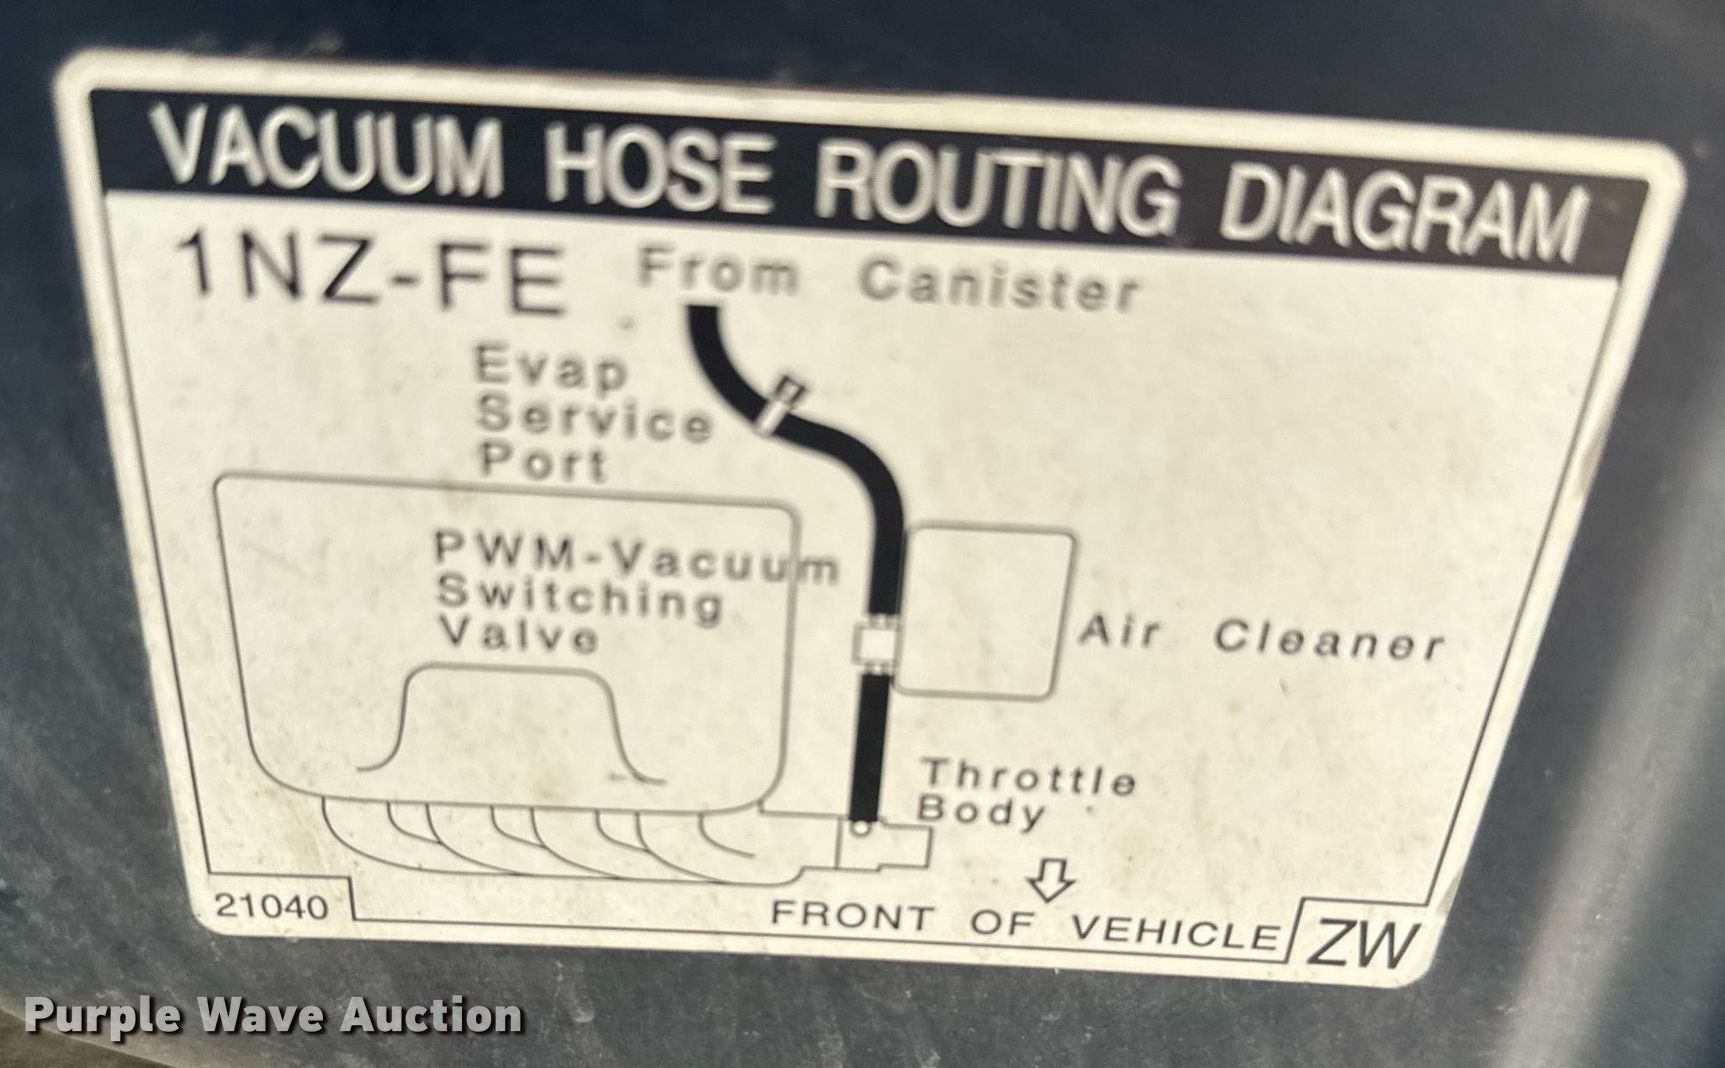 VACUUM HOSE ROUTING DIAGRAM
1NZ-FE
From Canister
Evap
Service
Port
PWM-Vacuum
Switching
Valve
Air Cleaner
Throttle
Body
21040
FRONT OF VEHICLE
ZW
Purple Wave Auction